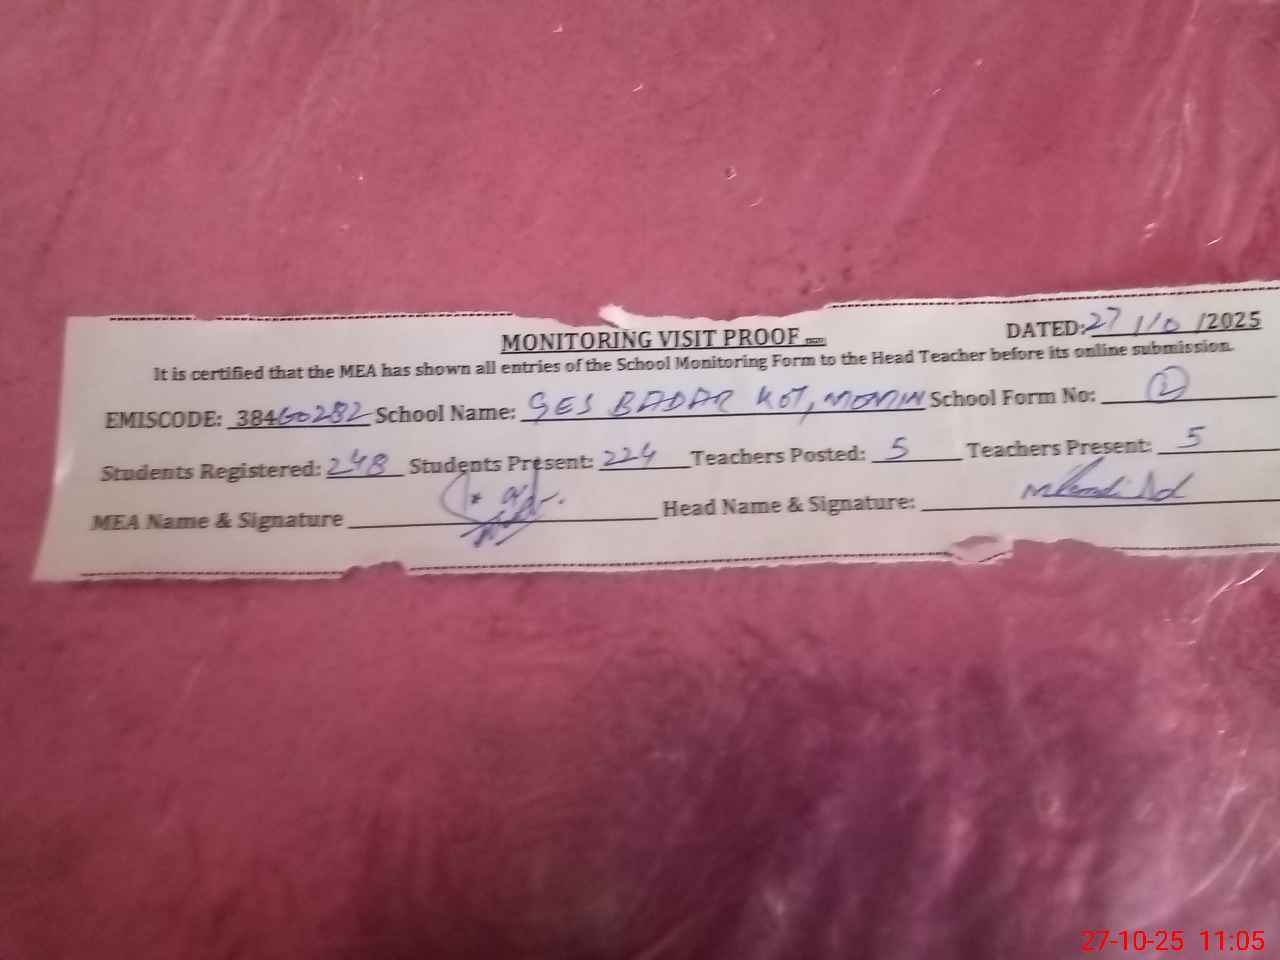 MONITORING VISIT PROOF
DATED: 27/10/2025
It is certified that the MEA has shown all entries of the School Monitoring Form to the Head Teacher before its online submission.
EMISCODE: 38460282 School Name: GES BADAR KOT, MOMIN School Form No: 2
Students Registered: 248 Students Present: 224 Teachers Posted: 5 Teachers Present: 5
MEA Name & Signature Head Name & Signature:
27-10-25 11:05